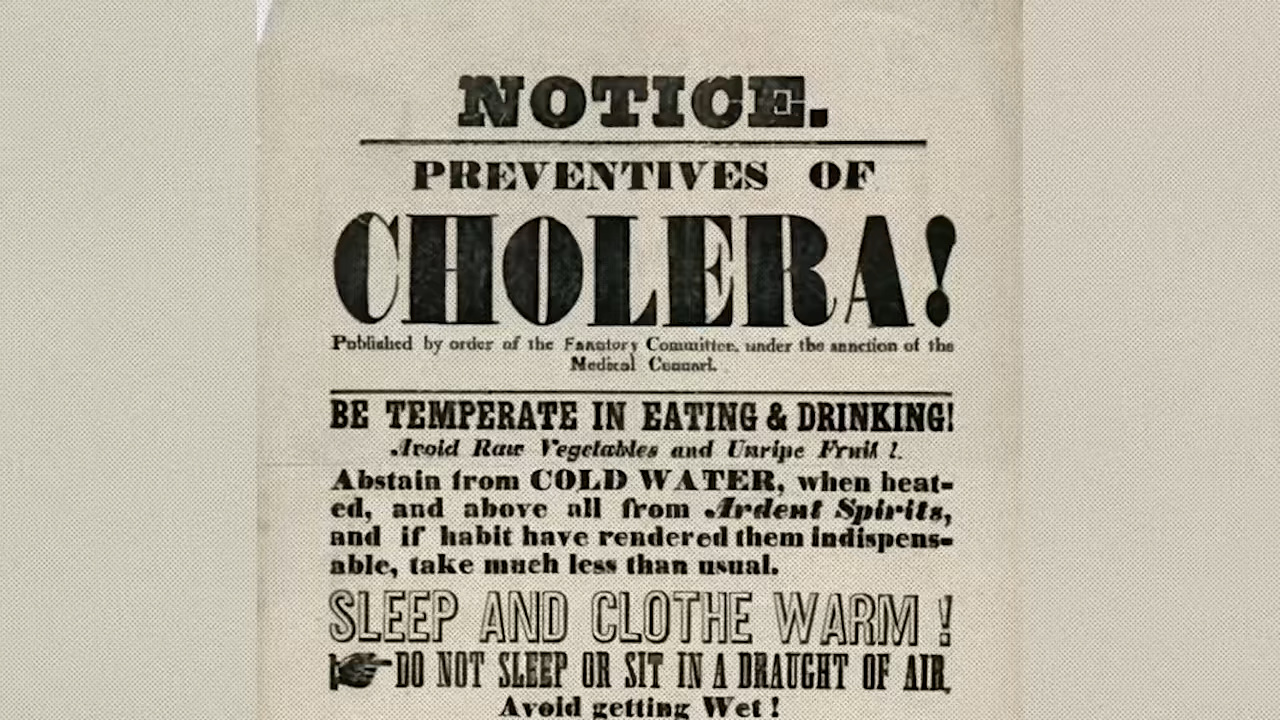 NOTICE.
PREVENTIVES OF
CHOLERA!
Published by order of the Committee, under the sanction of the
Medical
BE TEMPERATE IN EATING & DRINKING!
Avoid Raw Vegetables and Unripe Fruit !.
Abstain from COLD WATER, when heat-
ed, and above all from Ardent Spirits,
and if habit have rendered them indispens-
able, take much less than usual.
SLEEP AND CLOTHE WARM !
DO NOT SLEEP OR SIT IN A DRAUGHT OF AIR,
Avoid getting Wet !